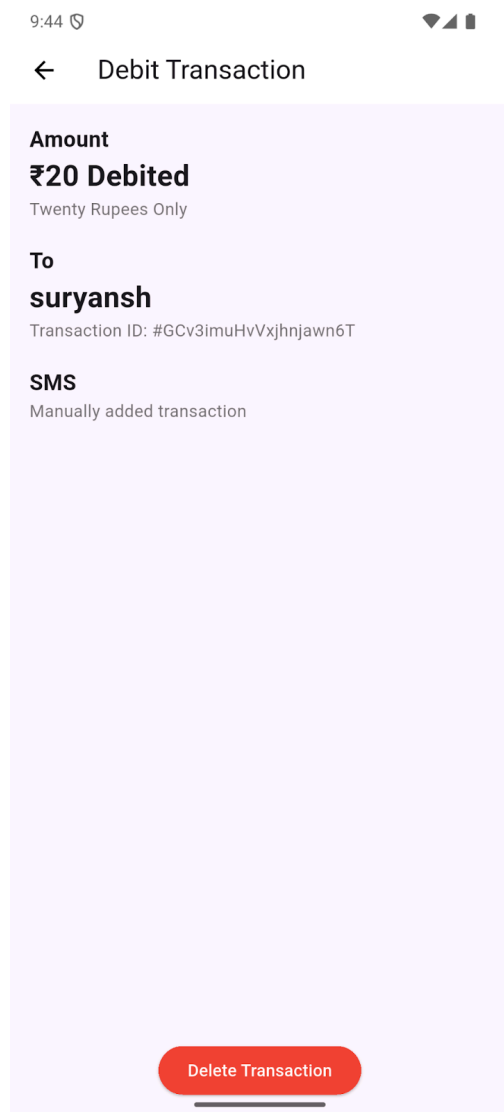 9:44
Debit Transaction
Amount
₹20 Debited
Twenty Rupees Only
To
suryansh
Transaction ID: #GCv3imuHvVxjhnjawn6T
SMS
Manually added transaction
Delete Transaction